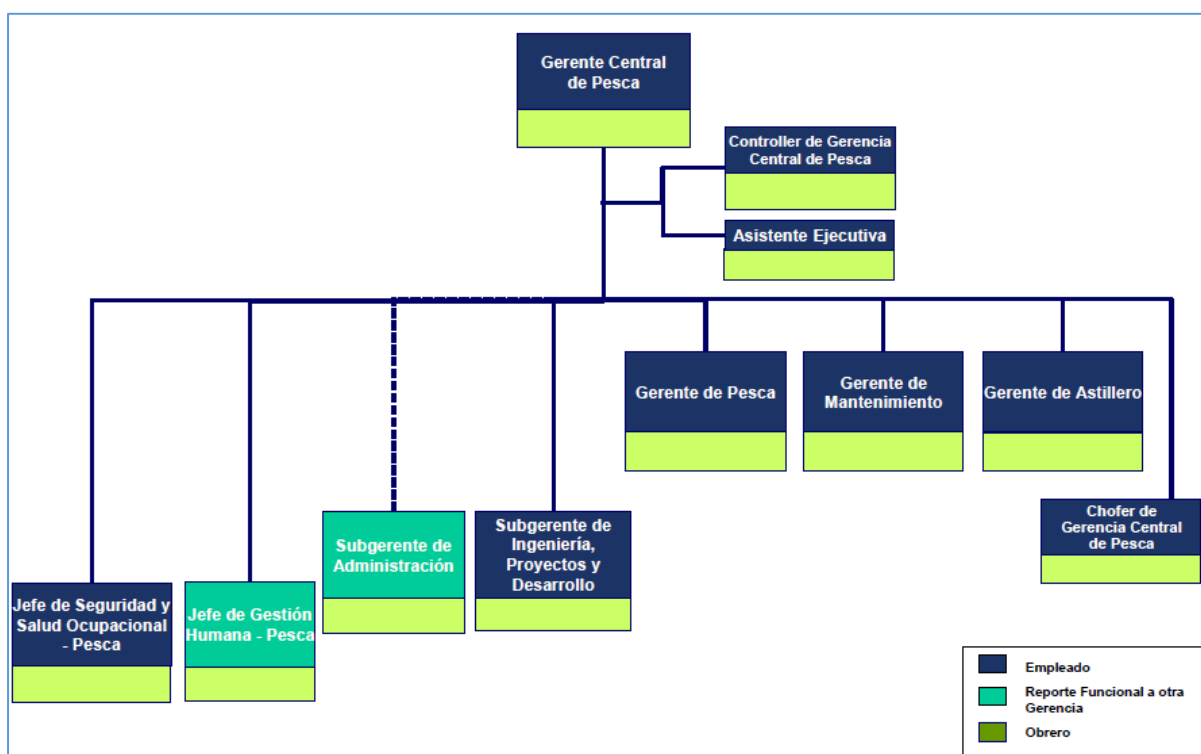 Gerente Central
de Pesca
Controller de Gerencia
Central de Pesca
Asistente Ejecutiva
Gerente de Pesca
Gerente de
Mantenimiento
Gerente de Astillero
Chofer de
Gerencia Central
de Pesca
Subgerente de
Administración
Subgerente de
Ingeniería,
Proyectos y
Desarrollo
Jefe de Seguridad y
Salud Ocupacional
- Pesca
Jefe de Gestión
Humana - Pesca
Empleado
Reporte Funcional a otra
Gerencia
Obrero